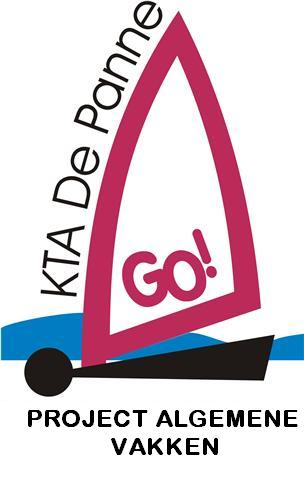 KTA De Panne
GO!
PROJECT ALGEMENE
VAKKEN